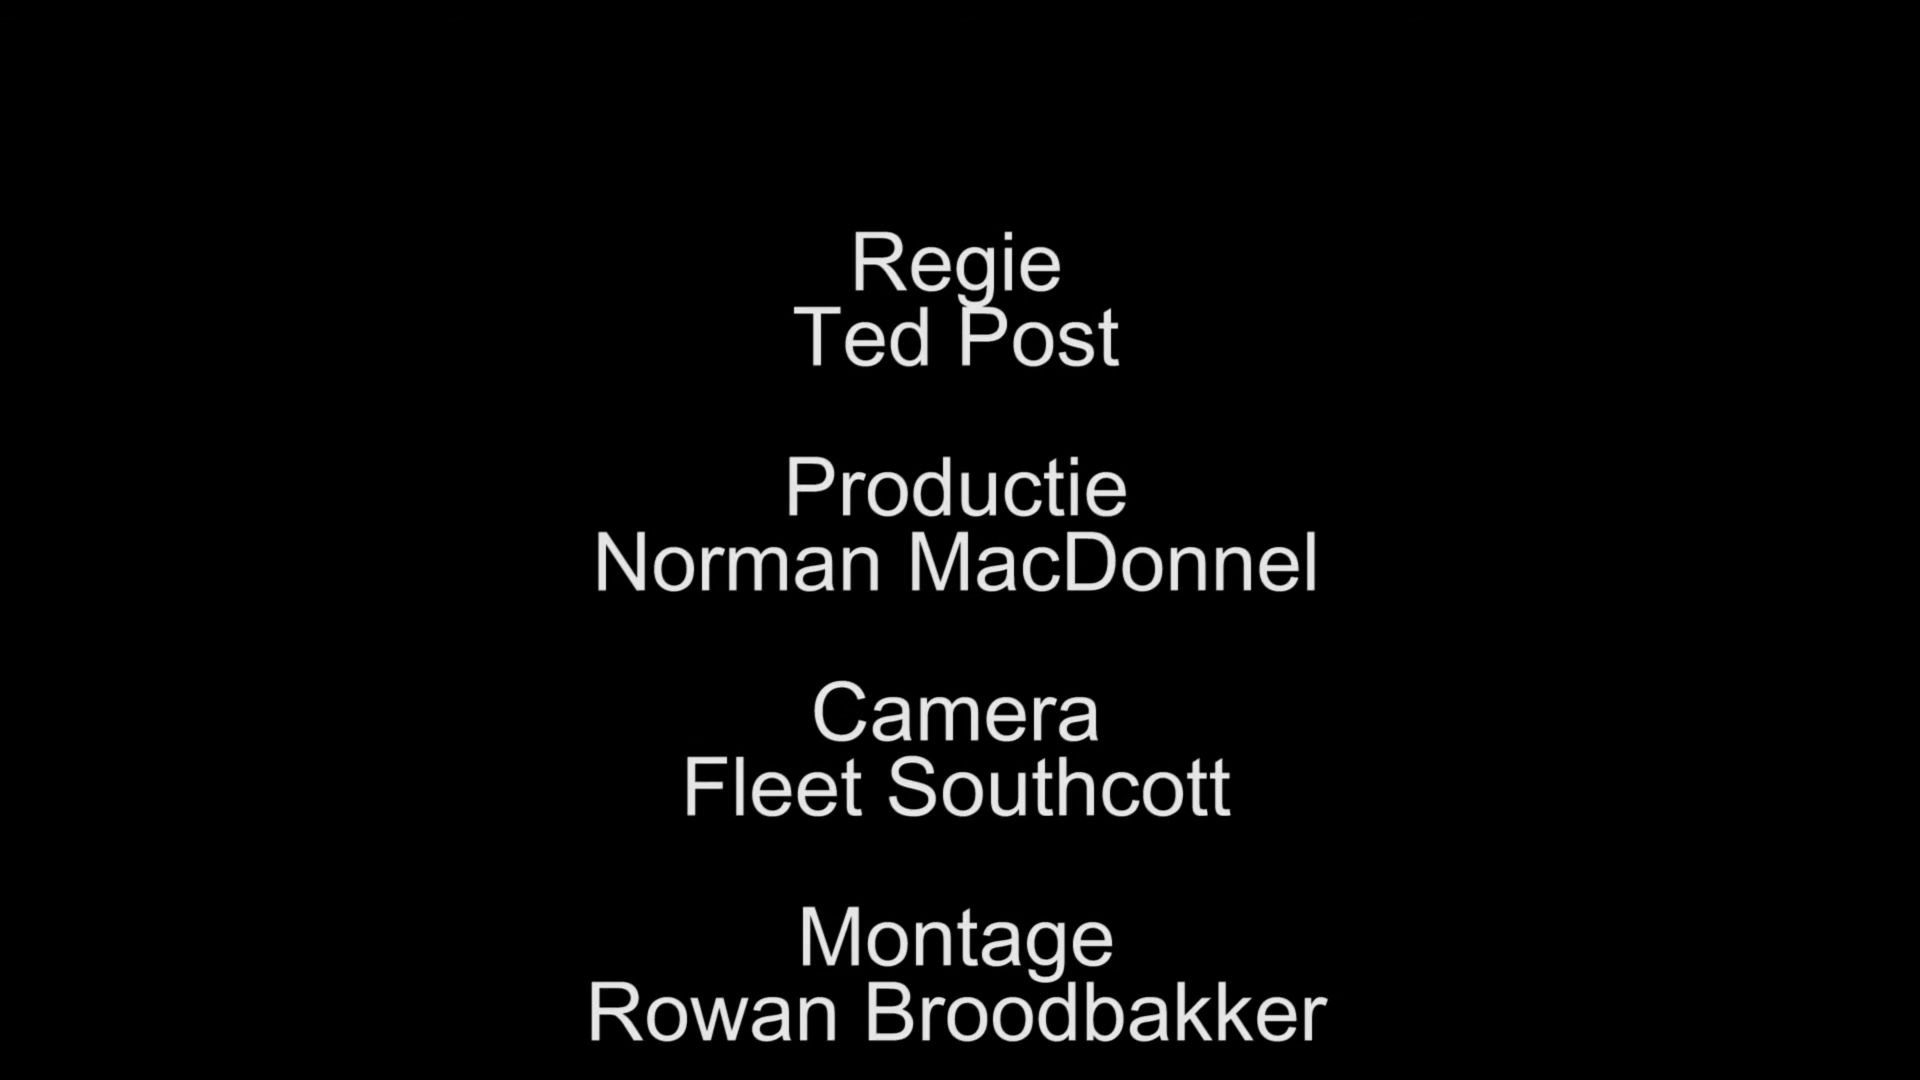 Regie
Ted Post
Productie
Norman MacDonnel
Camera
Fleet Southcott
Montage
Rowan Broodbakker